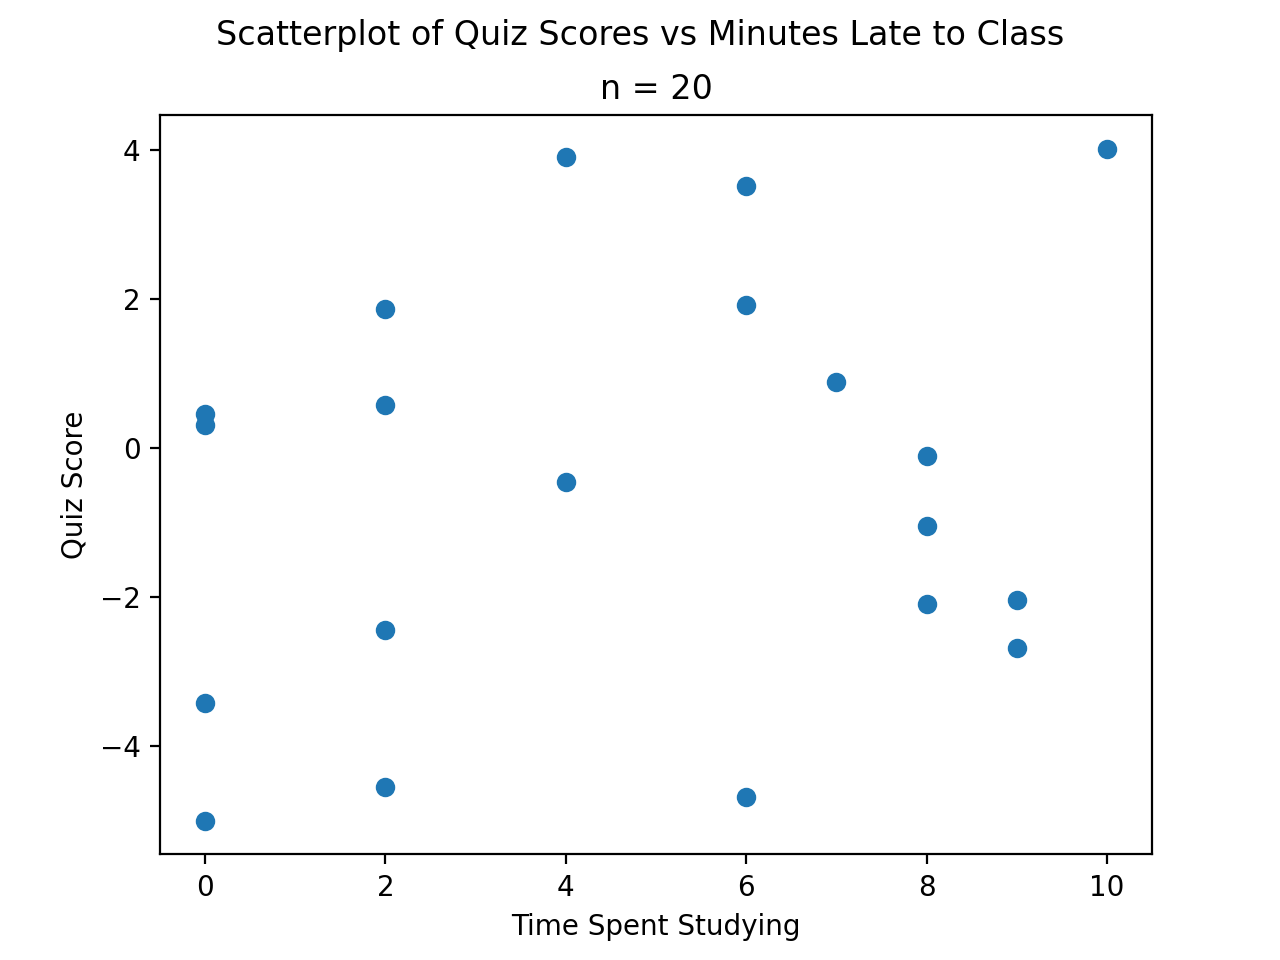 Scatterplot of Quiz Scores vs Minutes Late to Class
n = 20
4
2
0
−2
−4
Quiz Score
0 2 4 6 8 10
Time Spent Studying